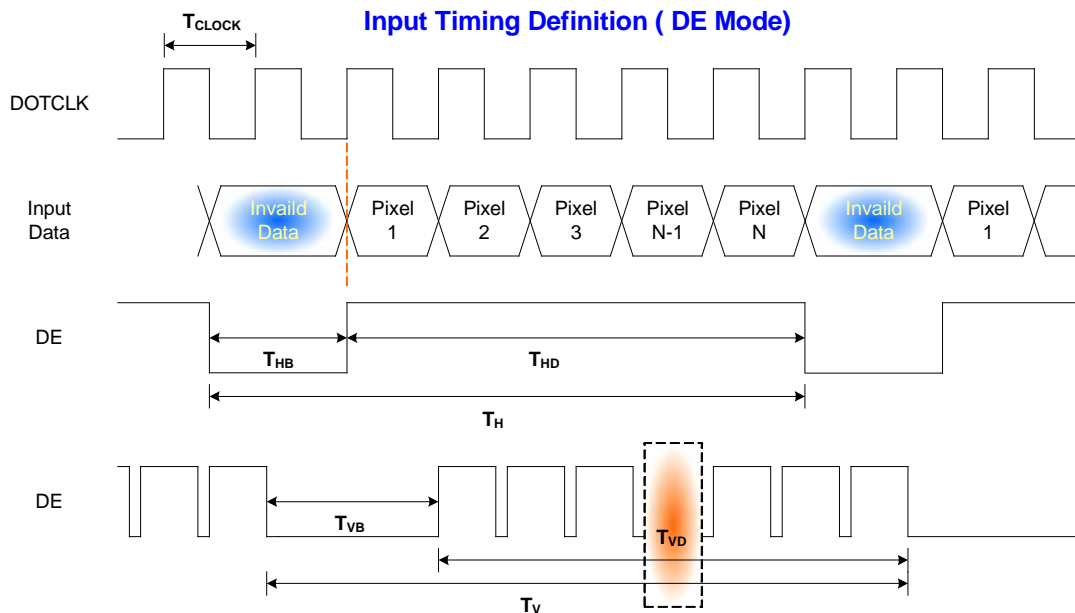 Input Timing Definition ( DE Mode)
TCLOCK
DOTCLK
Input
Data
Invaild
Data
Pixel
1
Pixel
2
Pixel
3
Pixel
N-1
Pixel
N
Invaild
Data
Pixel
1
DE
THB
THD
TH
DE
TVB
TVD
TV